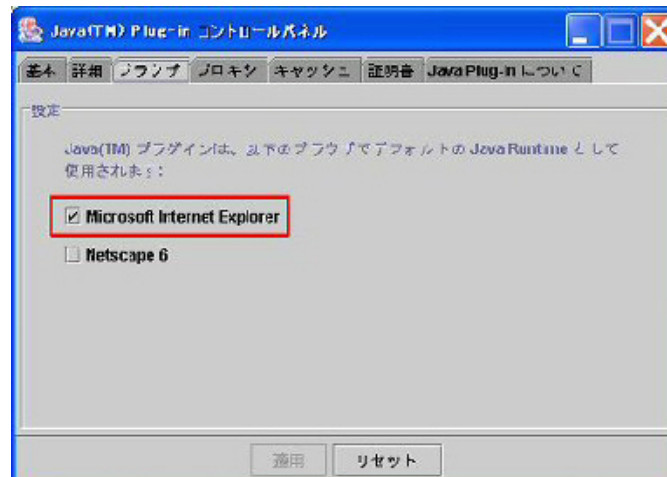 Java(TM) Plug-in コントロールパネル
基本 詳細 ブラウザ プロキシ キャッシュ 証明書 Java Plug-in について
設定
Java(TM) プラグインは、以下のブラウザでデフォルトの Java Runtime として
使用されます:
Microsoft Internet Explorer
Netscape 6
適用 リセット